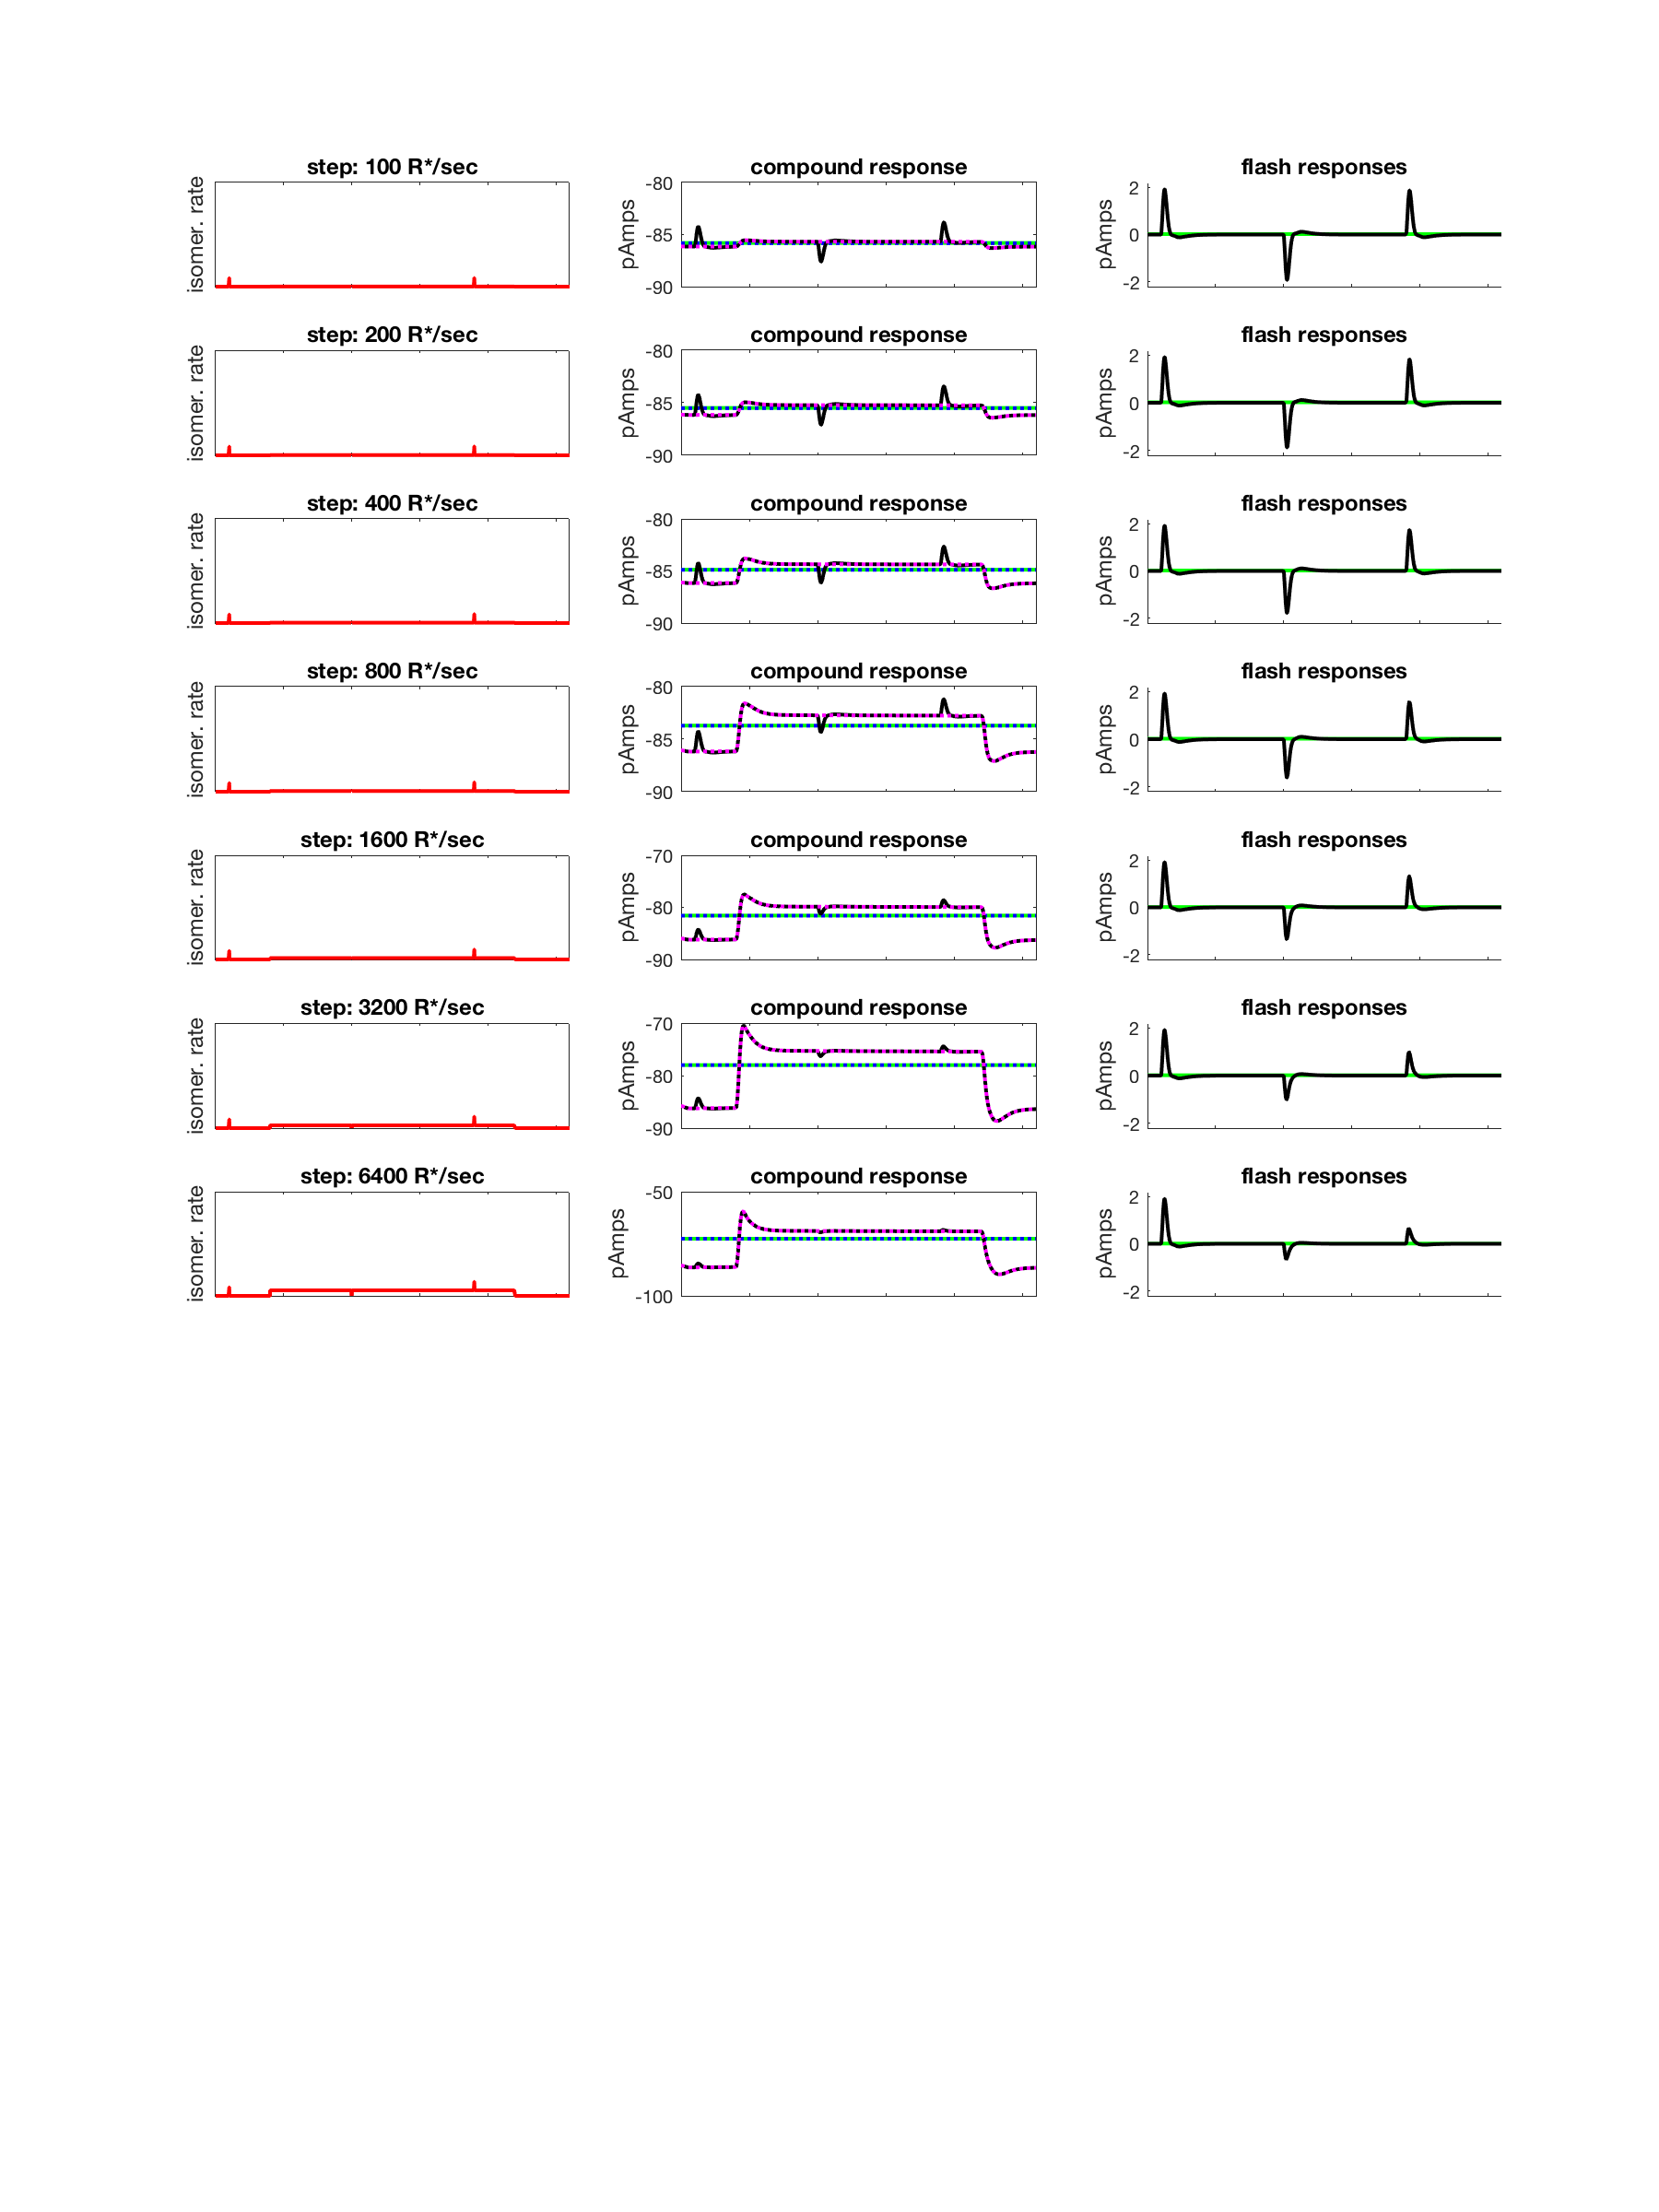 step: 100 R*/sec
compound response
flash responses
isomer. rate
pAmps
-80
-85
-90
pAmps
2
0
-2
step: 200 R*/sec
compound response
flash responses
isomer. rate
pAmps
-80
-85
-90
pAmps
2
0
-2
step: 400 R*/sec
compound response
flash responses
isomer. rate
pAmps
-80
-85
-90
pAmps
2
0
-2
step: 800 R*/sec
compound response
flash responses
isomer. rate
pAmps
-80
-85
-90
pAmps
2
0
-2
step: 1600 R*/sec
compound response
flash responses
isomer. rate
pAmps
-70
-80
-90
pAmps
2
0
-2
step: 3200 R*/sec
compound response
flash responses
isomer. rate
pAmps
-70
-80
-90
pAmps
2
0
-2
step: 6400 R*/sec
compound response
flash responses
isomer. rate
pAmps
-50
-100
pAmps
2
0
-2